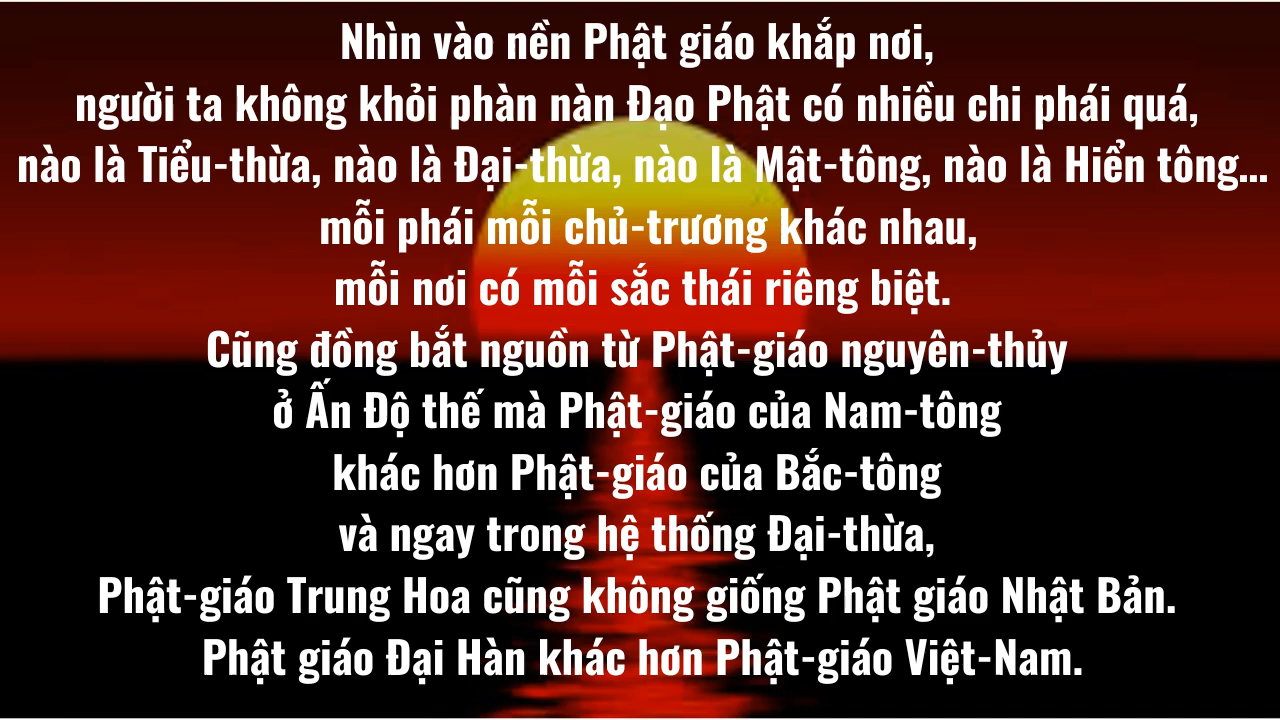 Nhìn vào nền Phật giáo khắp nơi,
người ta không khỏi phàn nàn Đạo Phật có nhiều chi phái quá,
nào là Tiểu-thừa, nào là Đại-thừa, nào là Mật-tông, nào là Hiển tông...
mỗi phái mỗi chủ-trương khác nhau,
mỗi nơi có mỗi sắc thái riêng biệt.
Cũng đồng bắt nguồn từ Phật-giáo nguyên-thủy
ở Ấn Độ thế mà Phật-giáo của Nam-tông
khác hơn Phật-giáo của Bắc-tông
và ngay trong hệ thống Đại-thừa,
Phật-giáo Trung Hoa cũng không giống Phật giáo Nhật Bản.
Phật giáo Đại Hàn khác hơn Phật-giáo Việt-Nam.